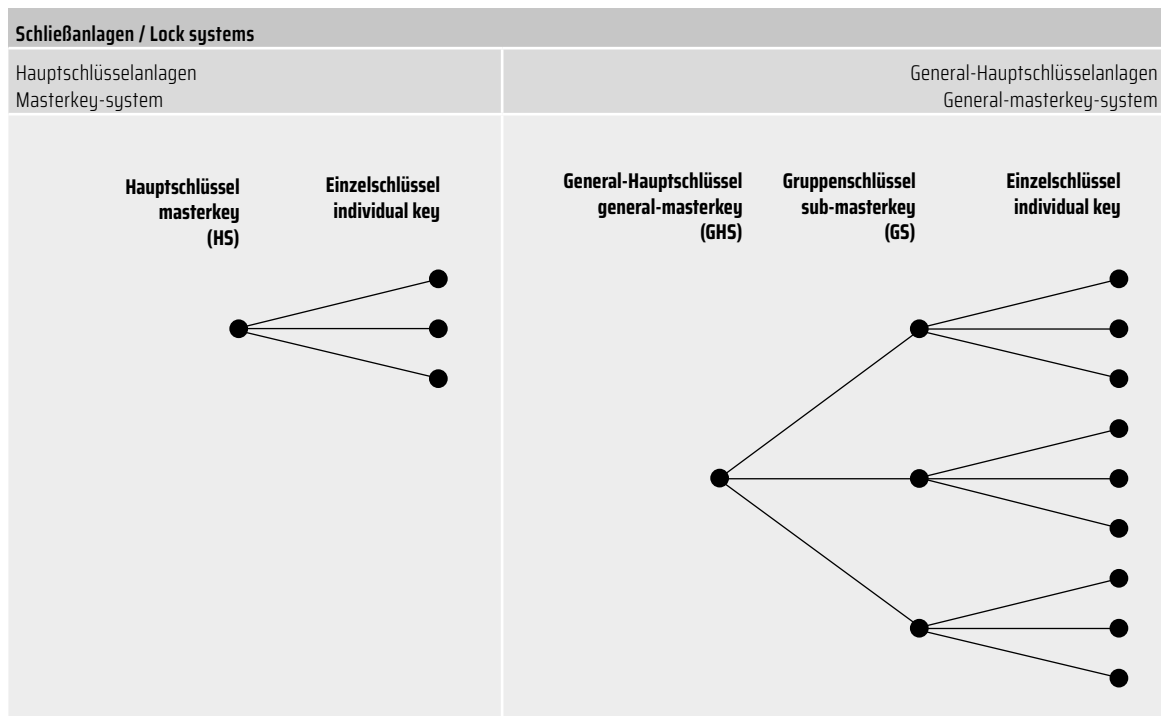 Schließanlagen / Lock systems
Hauptschlüsselanlagen
Masterkey-system
General-Hauptschlüsselanlagen
General-masterkey-system
Hauptschlüssel
masterkey
(HS)
Einzelschlüssel
individual key
General-Hauptschlüssel
general-masterkey
(GHS)
Gruppenschlüssel
sub-masterkey
(GS)
Einzelschlüssel
individual key